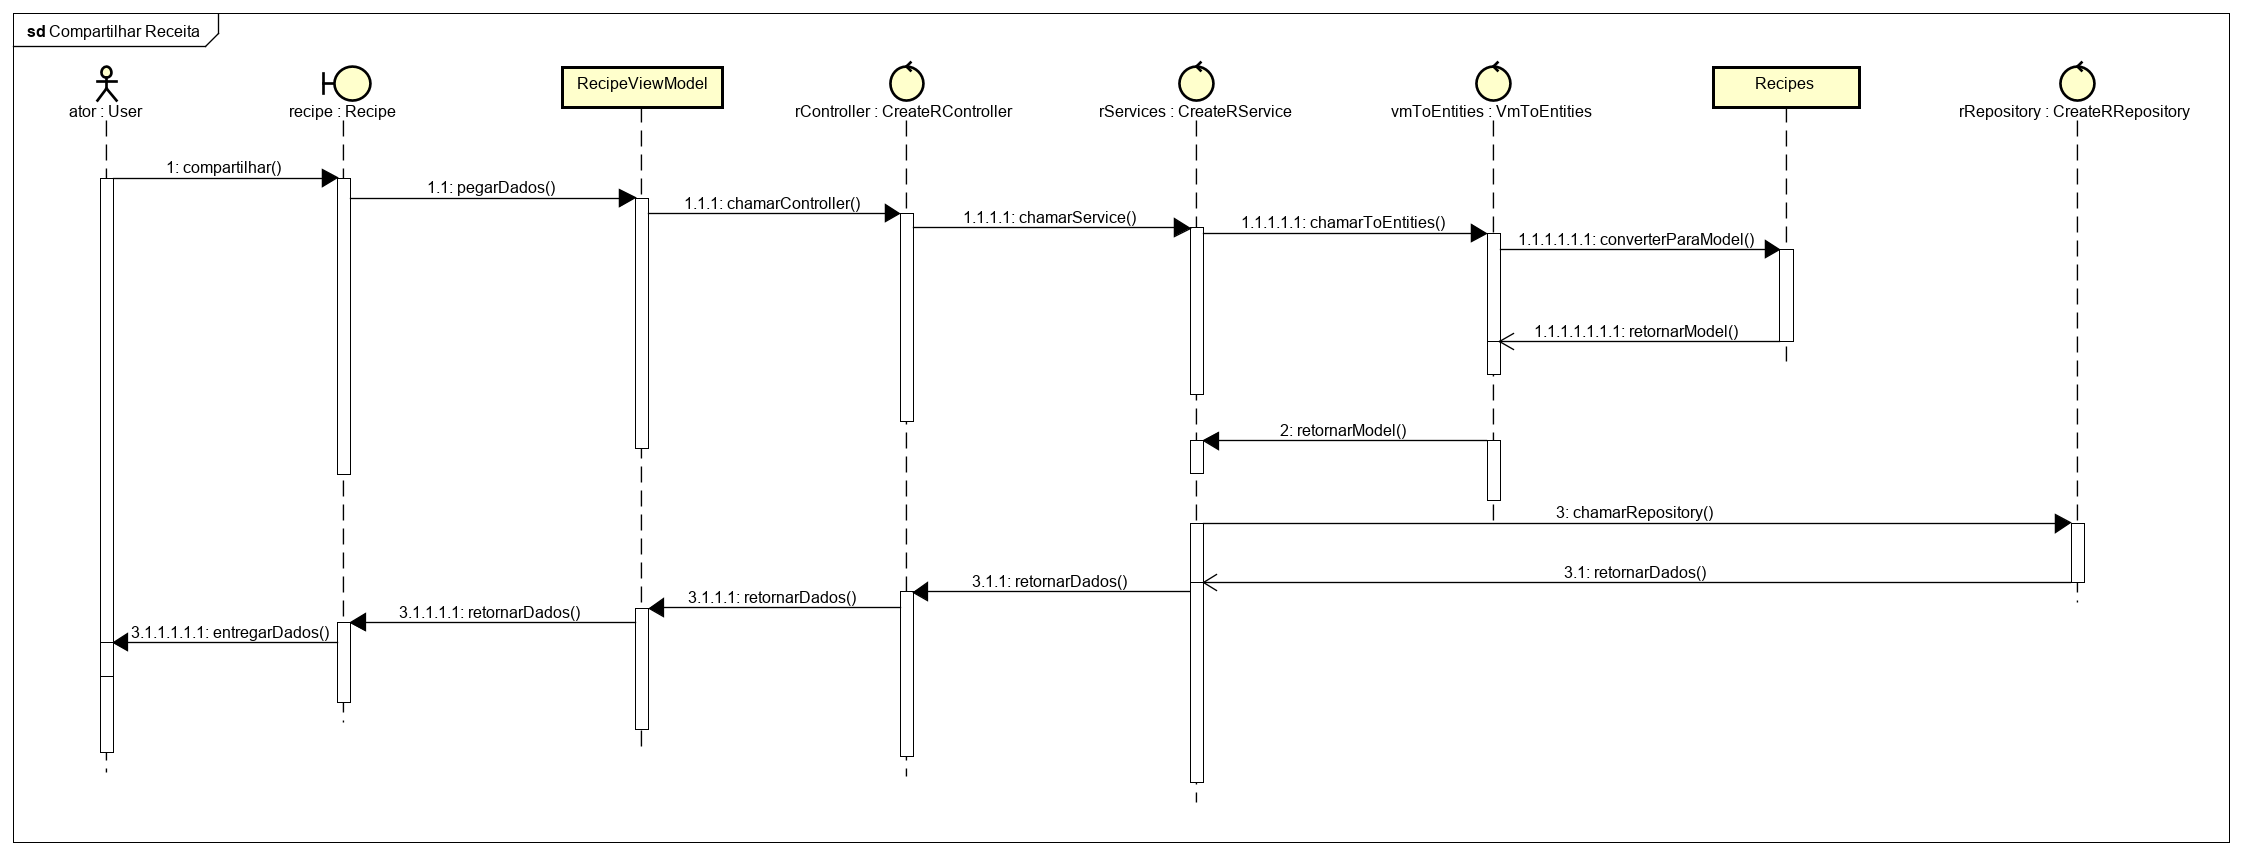 sd Compartilhar Receita
ator : User
recipe : Recipe
RecipeViewModel
rController : CreateRController
rServices : CreateRService
vmToEntities : VmToEntities
Recipes
rRepository : CreateRRepository
1: compartilhar()
1.1: pegarDados()
1.1.1: chamarController()
1.1.1.1: chamarService()
1.1.1.1.1: chamarToEntities()
1.1.1.1.1.1: converterParaModel()
1.1.1.1.1.1.1: retornarModel()
2: retornarModel()
3: chamarRepository()
3.1: retornarDados()
3.1.1: retornarDados()
3.1.1.1: retornarDados()
3.1.1.1.1: retornarDados()
3.1.1.1.1.1: entregarDados()